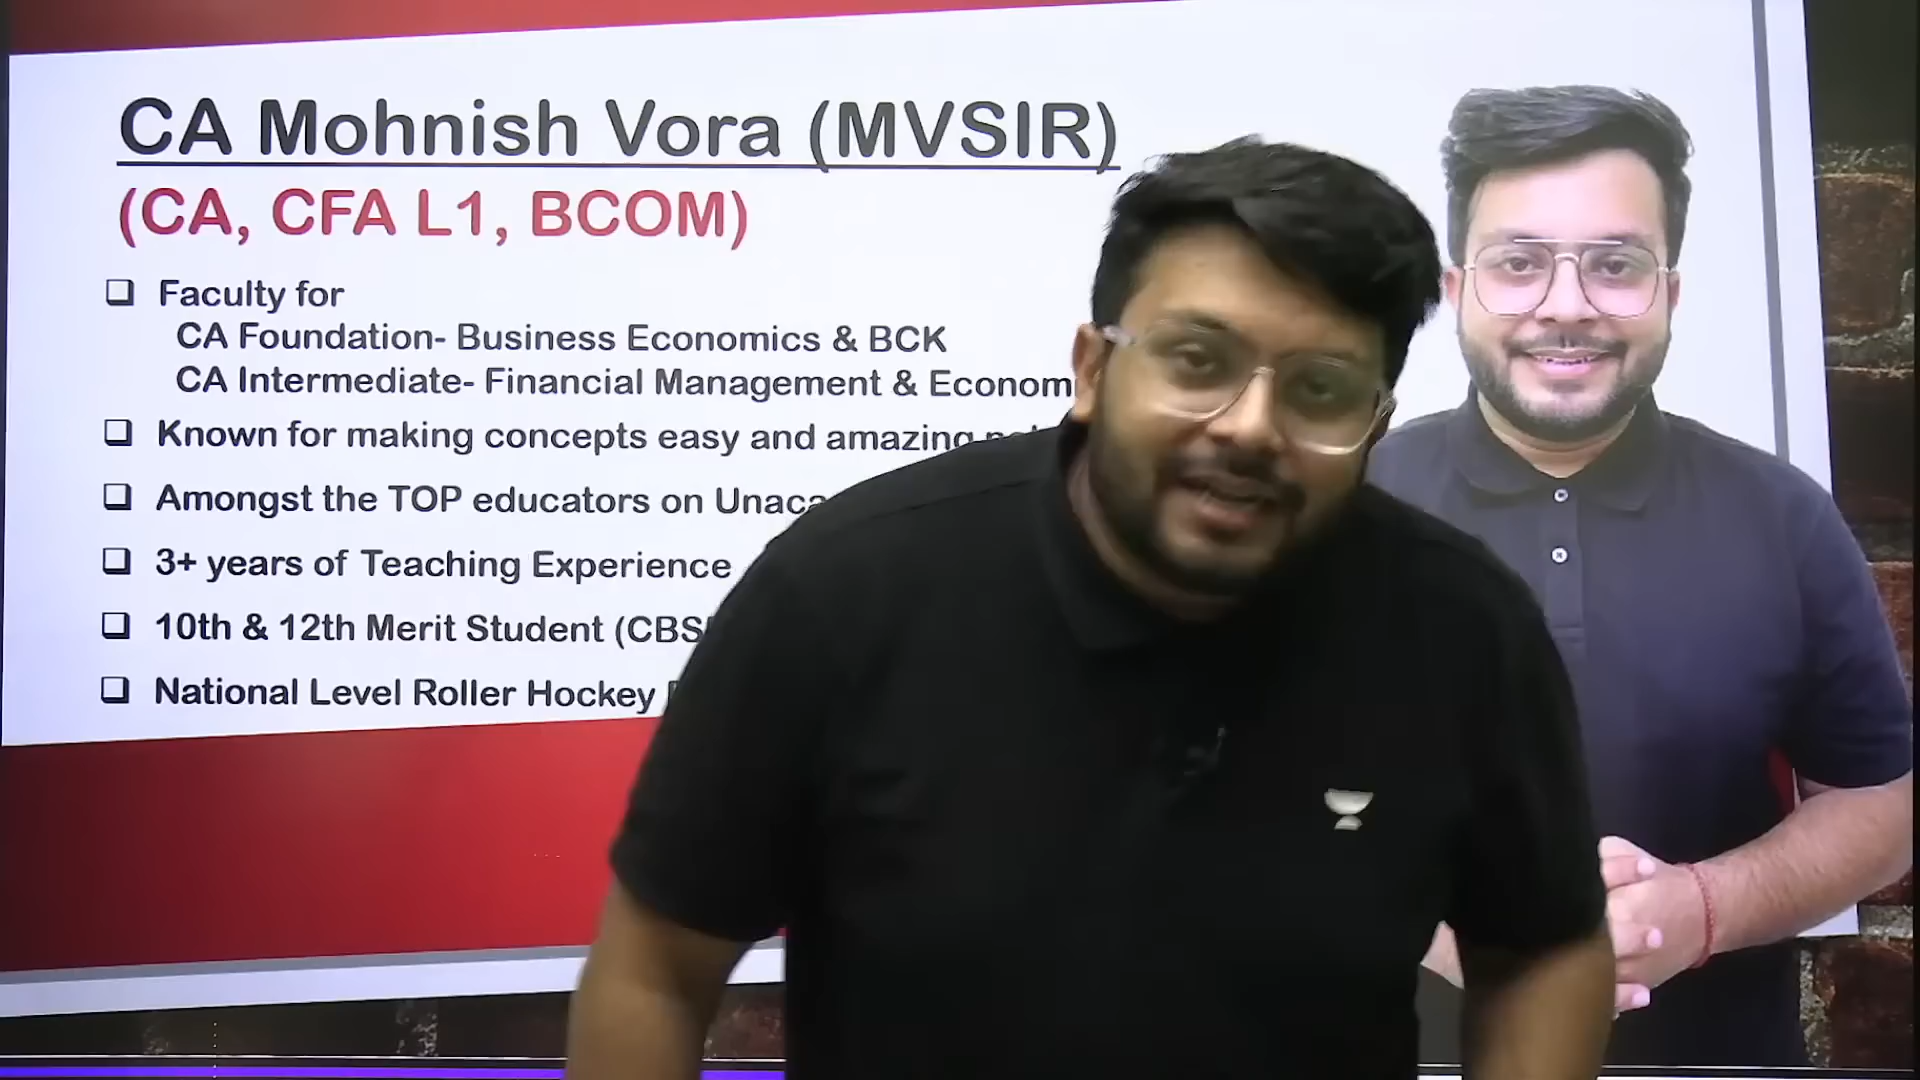 CA Mohnish Vora (MVSIR)
(CA, CFA L1, BCOM)
Faculty for
CA Foundation- Business Economics & BCK
CA Intermediate- Financial Management &
Known for making concepts easy and amazing
Amongst the TOP educators on
3+ years of Teaching Experience
10th & 12th Merit Student
National Level Roller Hockey